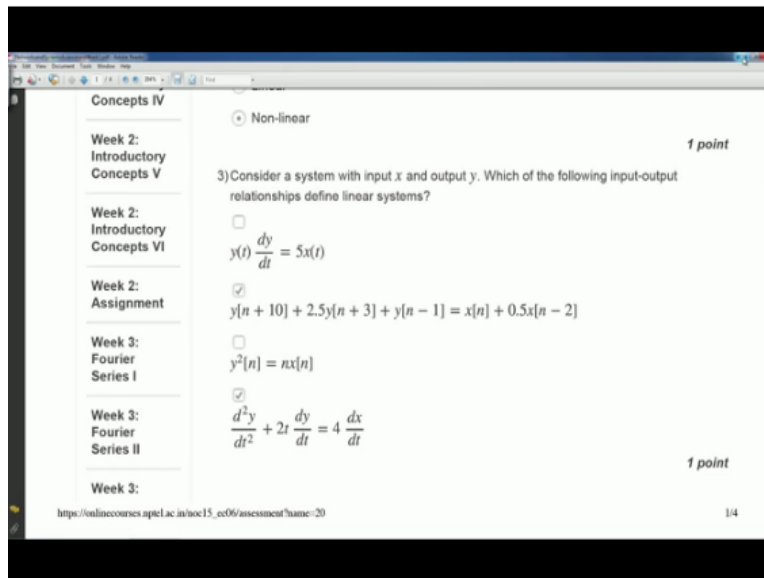 Concepts IV
Non-linear
1 point
Week 2:
Introductory
Concepts V
3) Consider a system with input x and output y. Which of the following input-output
relationships define linear systems?
Week 2:
Introductory
Concepts VI
y(t) dy/dt = 5x(t)
Week 2:
Assignment
y[n + 10] + 2.5y[n + 3] + y[n − 1] = x[n] + 0.5x[n − 2]
Week 3:
Fourier
Series I
y²[n] = nx[n]
Week 3:
Fourier
Series II
d²y/dt² + 2t dy/dt = 4 dx/dt
1 point
Week 3:
https://onlinecourses.nptel.ac.in/noc15_ec06/assessment?name=20
1/4